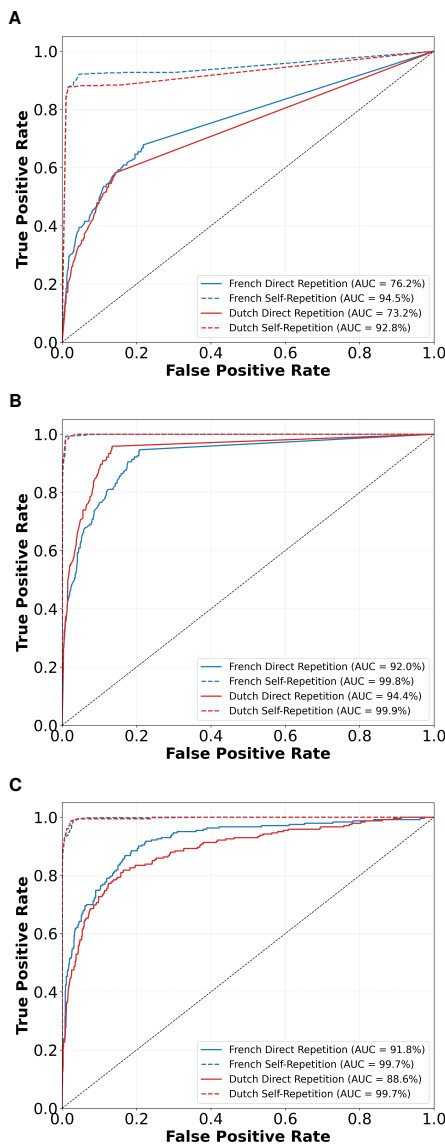 A
1.0
0.8
0.6
0.4
0.2
0.0
True Positive Rate
French Direct Repetition (AUC = 76.2%)
French Self-Repetition (AUC = 94.5%)
Dutch Direct Repetition (AUC = 73.2%)
Dutch Self-Repetition (AUC = 92.8%)
0.0 0.2 0.4 0.6 0.8 1.0
False Positive Rate
B
1.0
0.8
0.6
0.4
0.2
0.0
True Positive Rate
French Direct Repetition (AUC = 92.0%)
French Self-Repetition (AUC = 99.8%)
Dutch Direct Repetition (AUC = 94.4%)
Dutch Self-Repetition (AUC = 99.9%)
0.0 0.2 0.4 0.6 0.8 1.0
False Positive Rate
C
1.0
0.8
0.6
0.4
0.2
0.0
True Positive Rate
French Direct Repetition (AUC = 91.8%)
French Self-Repetition (AUC = 99.7%)
Dutch Direct Repetition (AUC = 88.6%)
Dutch Self-Repetition (AUC = 99.7%)
0.0 0.2 0.4 0.6 0.8 1.0
False Positive Rate